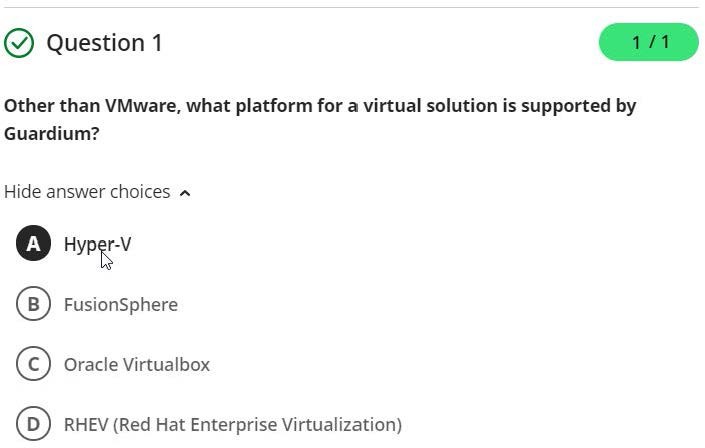 Question 1
1 / 1
Other than VMware, what platform for a virtual solution is supported by
Guardium?
Hide answer choices
A Hyper-V
B FusionSphere
C Oracle Virtualbox
D RHEV (Red Hat Enterprise Virtualization)